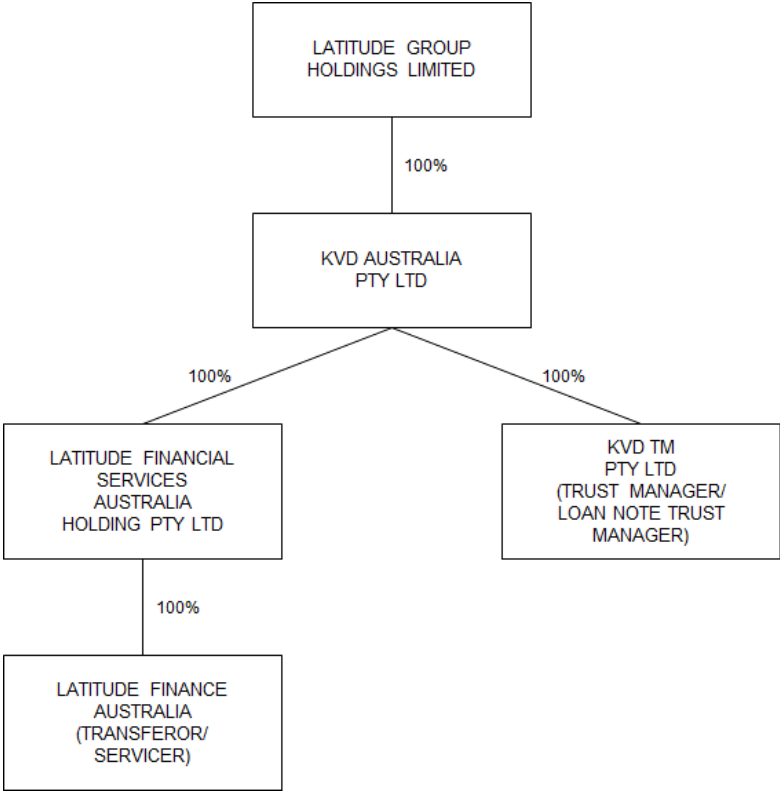 LATITUDE GROUP
HOLDINGS LIMITED
100%
KVD AUSTRALIA
PTY LTD
100%
100%
LATITUDE FINANCIAL
SERVICES
AUSTRALIA
HOLDING PTY LTD
KVD TM
PTY LTD
(TRUST MANAGER/
LOAN NOTE TRUST
MANAGER)
100%
LATITUDE FINANCE
AUSTRALIA
(TRANSFEROR/
SERVICER)